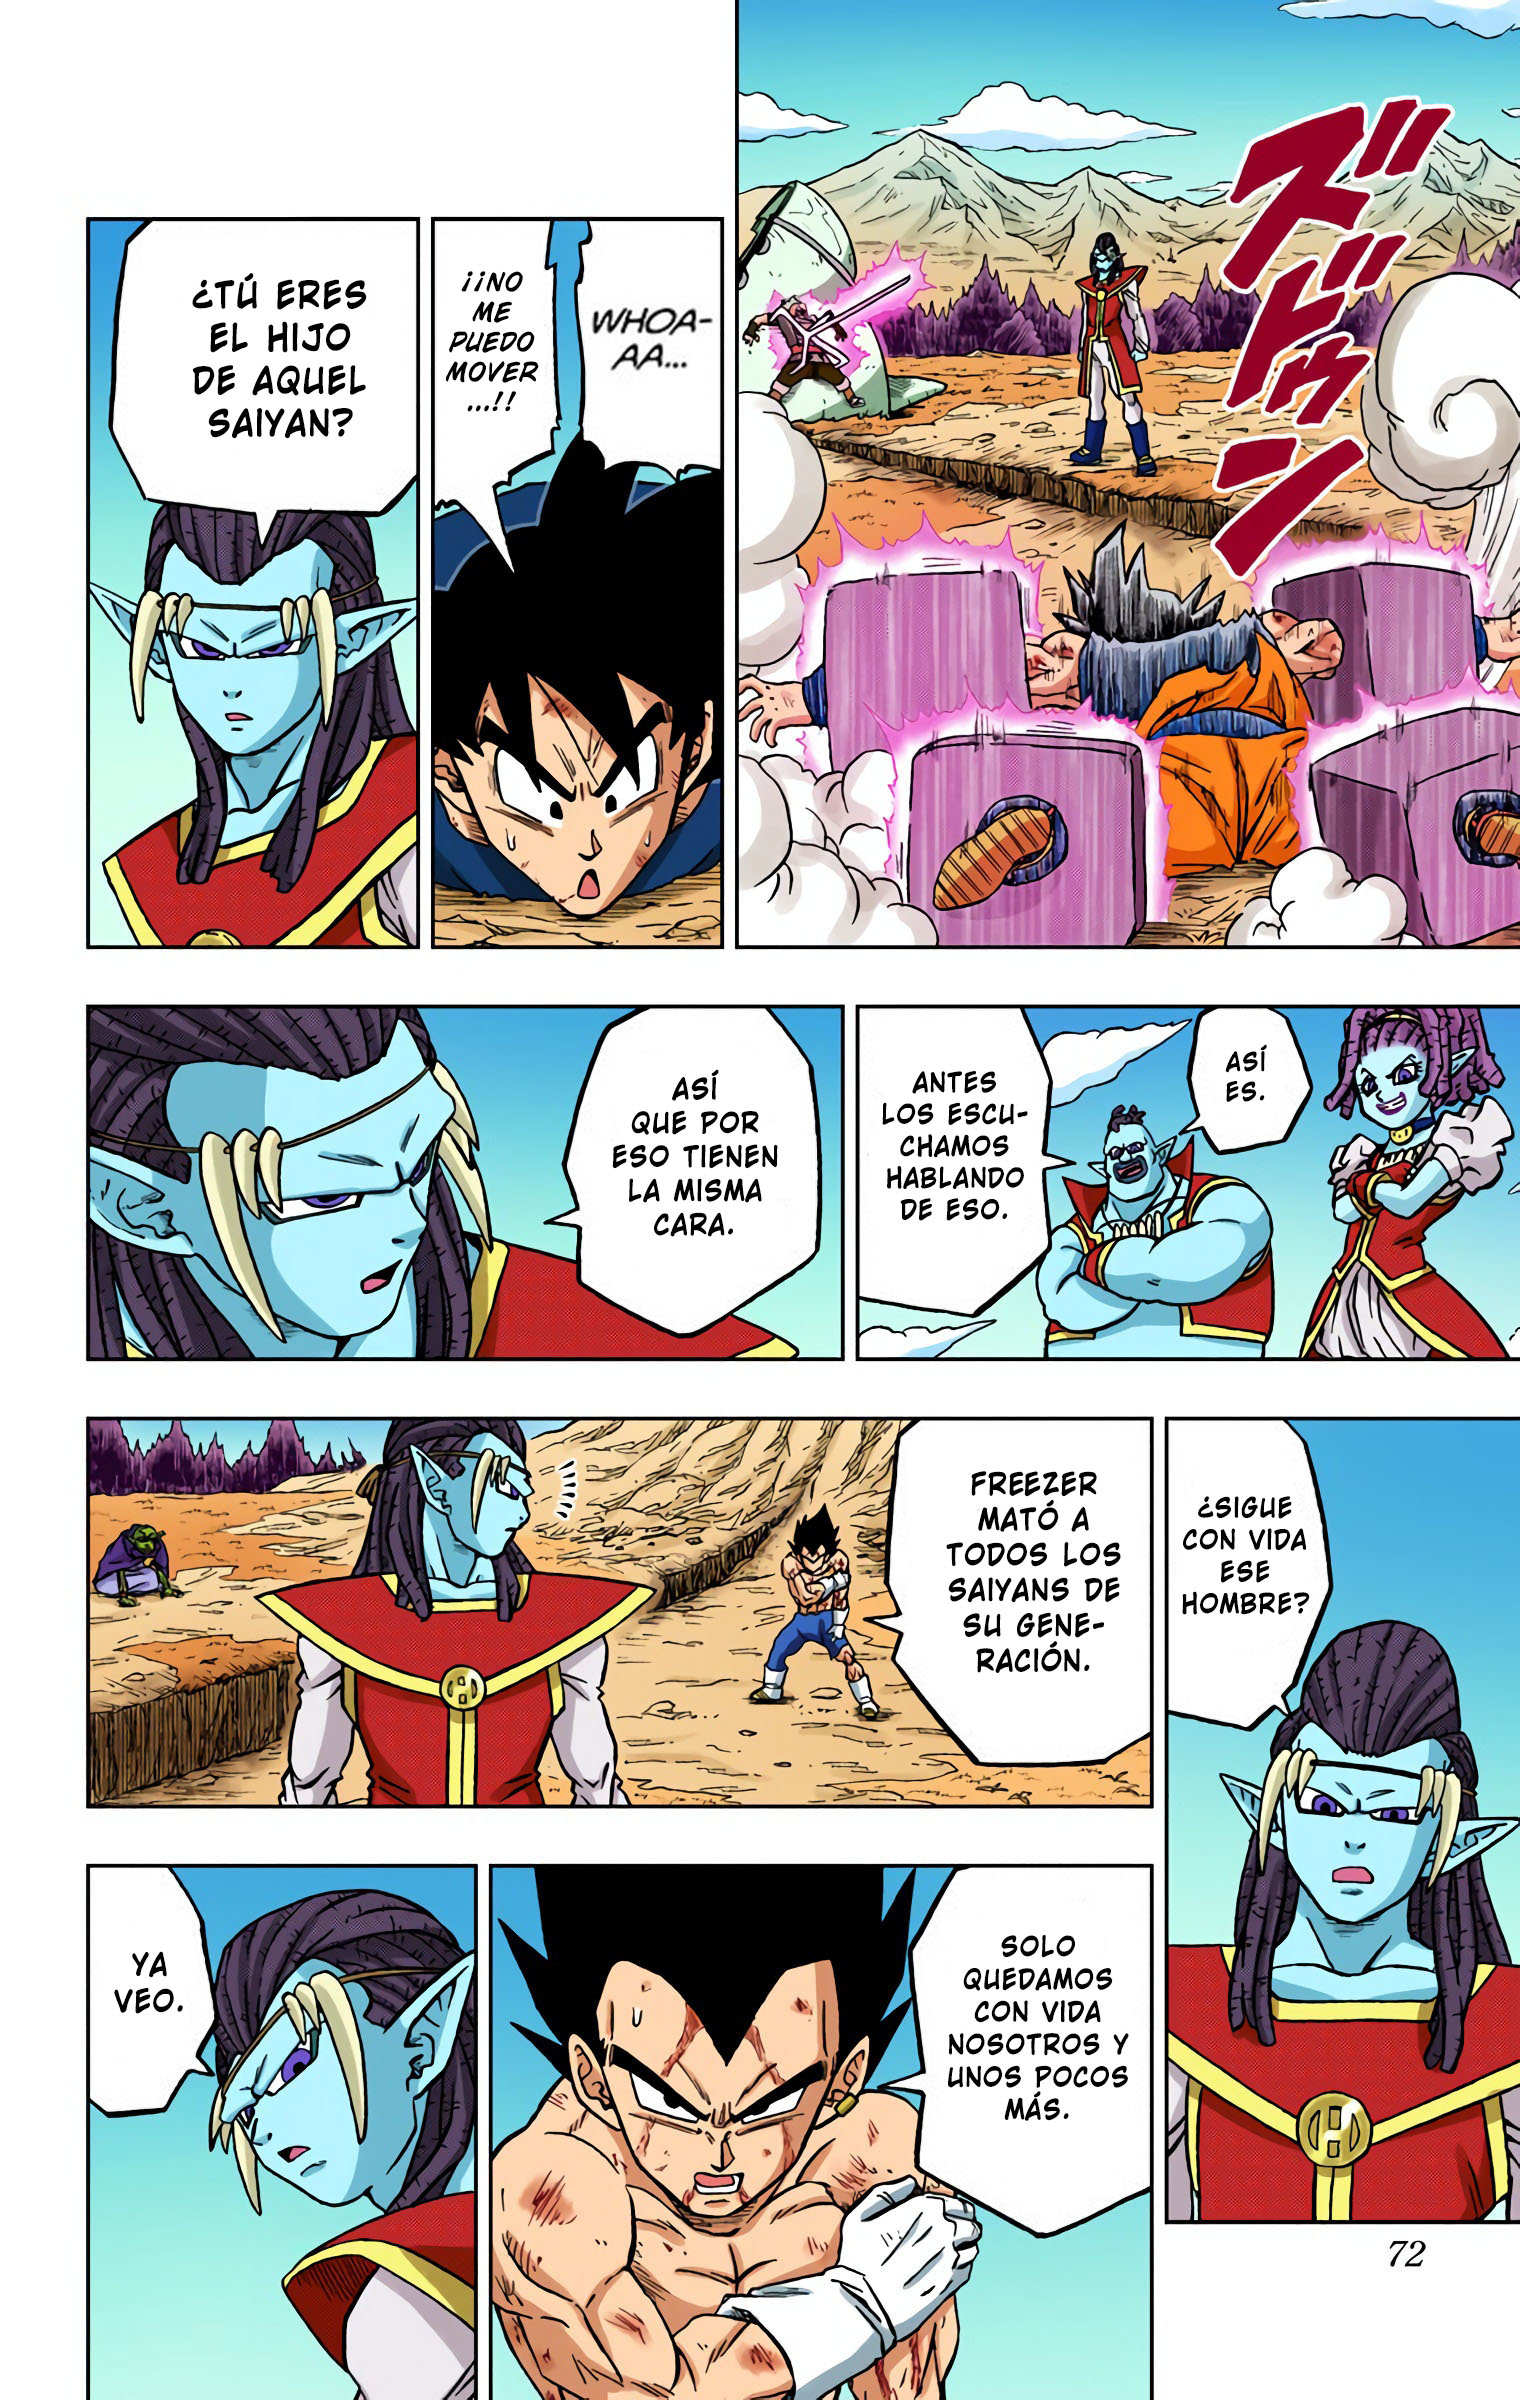 ズドゥン
WHOA-
AA...
¡¡NO
ME
PUEDO
MOVER
...!!
¿TÚ ERES
EL HIJO
DE AQUEL
SAIYAN?
ASÍ
ES.
ANTES
LOS ESCU-
CHAMOS
HABLANDO
DE ESO.
ASÍ
QUE POR
ESO TIENEN
LA MISMA
CARA.
¿SIGUE
CON VIDA
ESE
HOMBRE?
FREEZER
MATÓ A
TODOS LOS
SAIYANS DE
SU GENE-
RACIÓN.
SOLO
QUEDAMOS
CON VIDA
NOSOTROS Y
UNOS POCOS
MÁS.
YA
VEO.
72